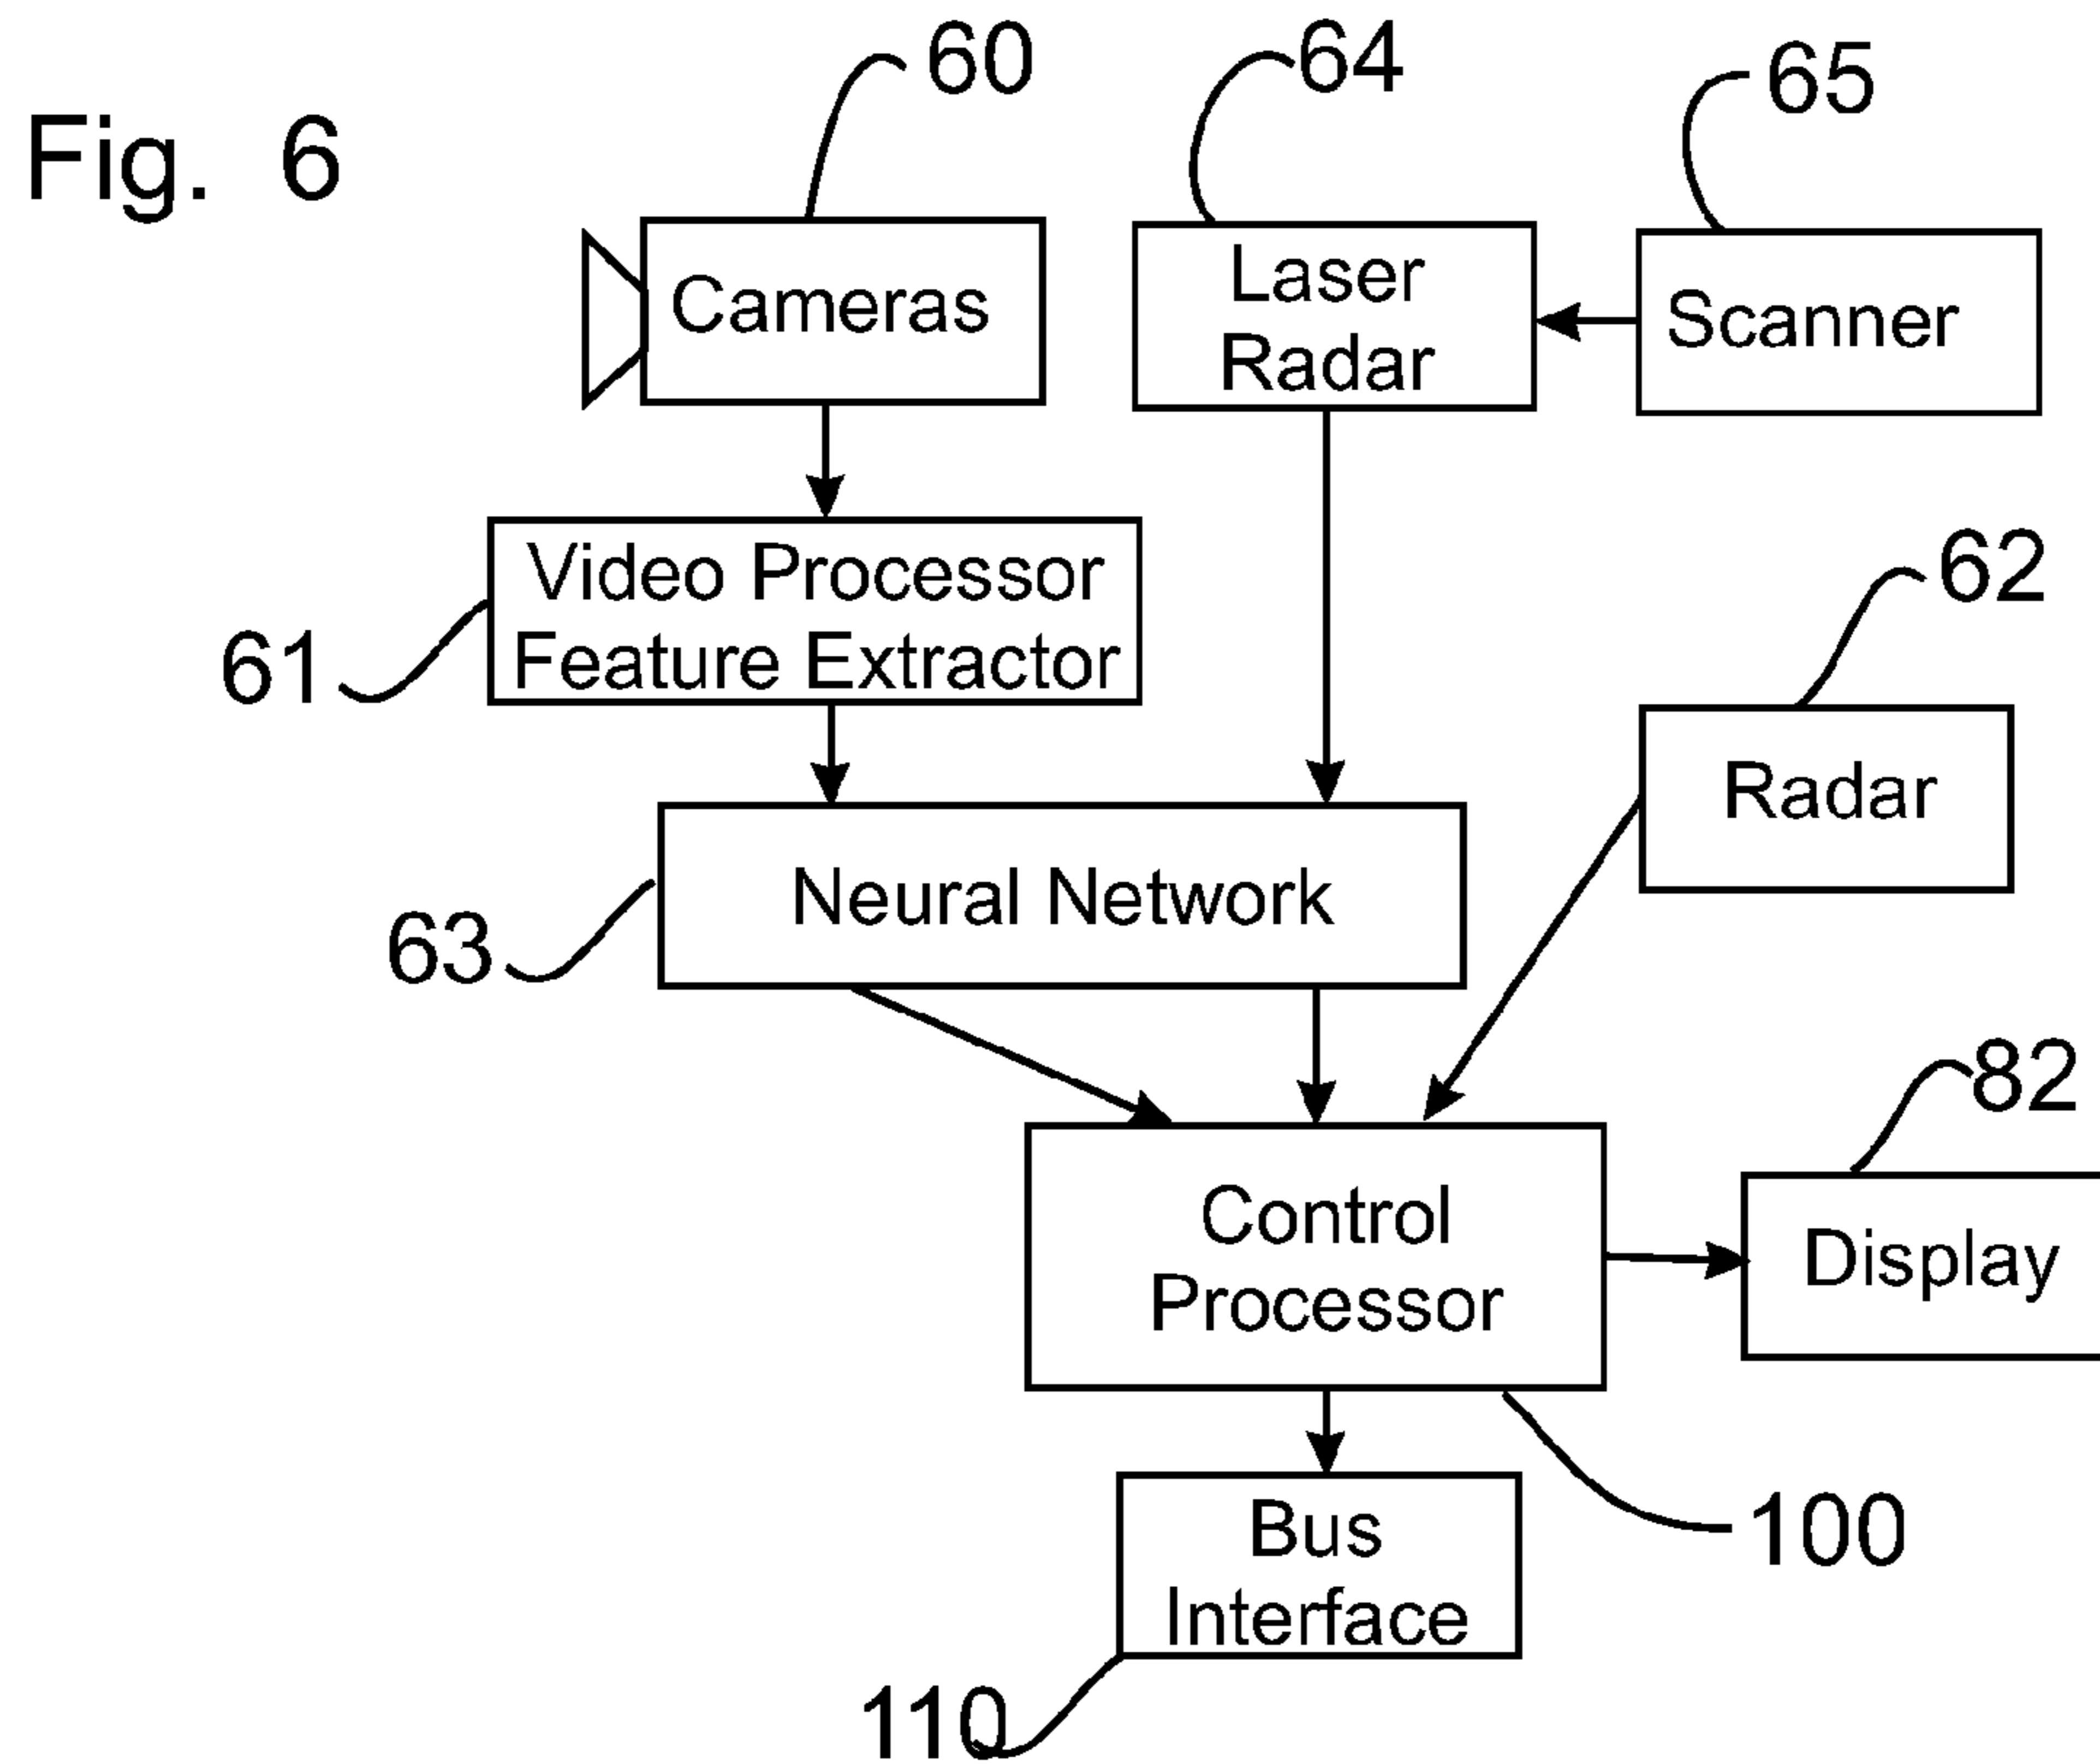 Fig. 6
60
64
65
Cameras
Laser
Radar
Scanner
Video Processor
Feature Extractor
61
62
Radar
Neural Network
63
82
Control
Processor
Display
Bus
Interface
100
110